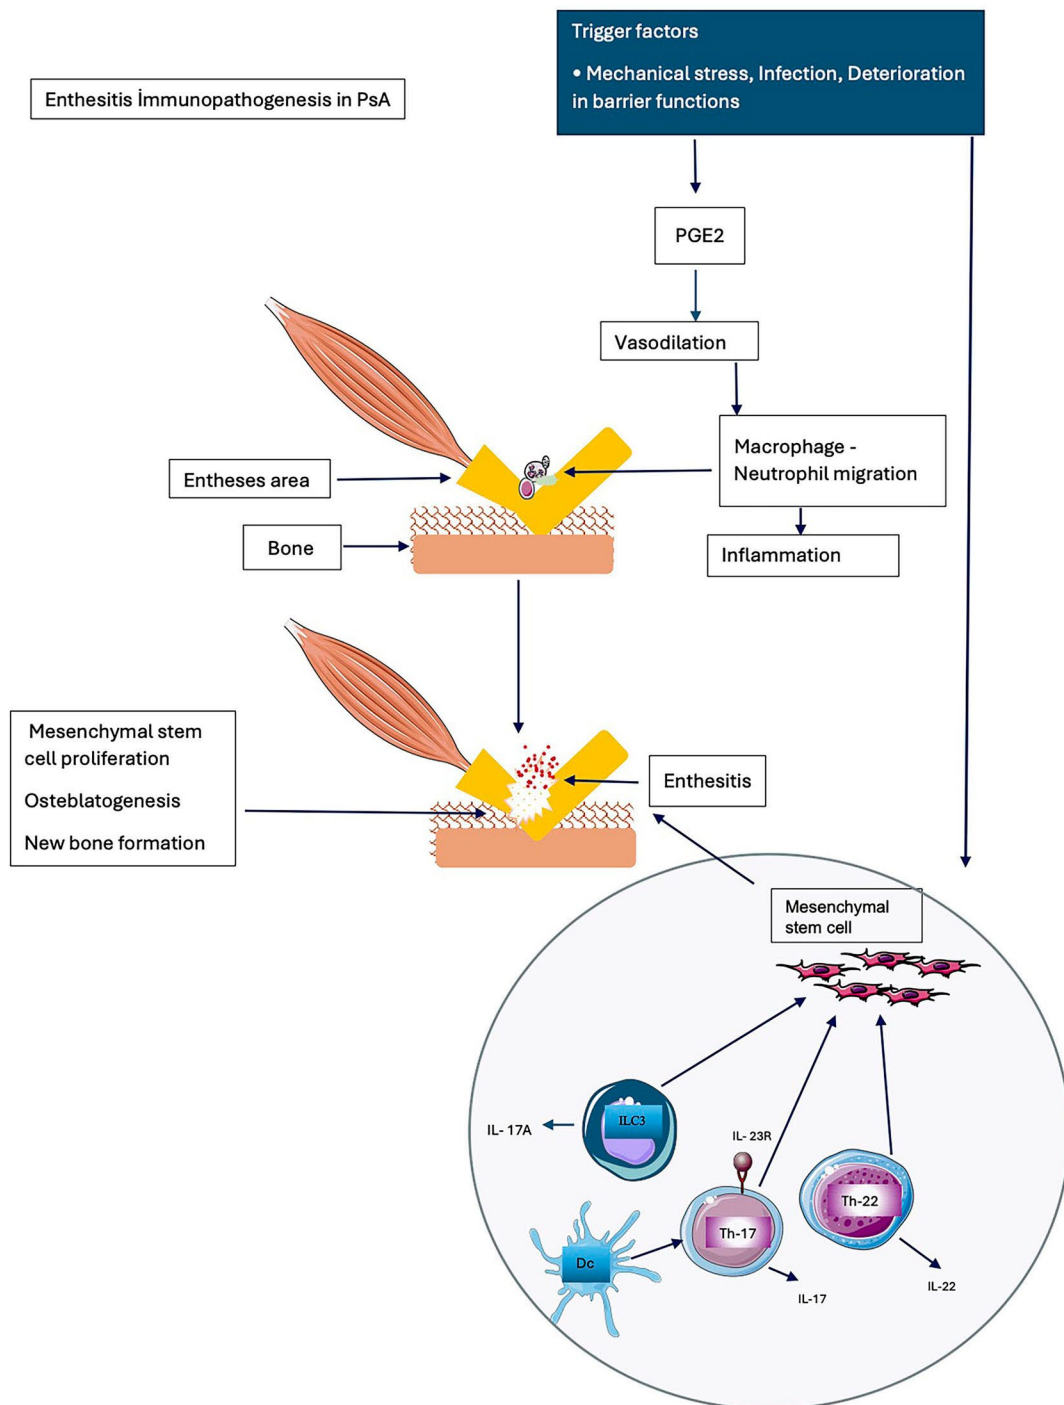 Trigger factors
• Mechanical stress, Infection, Deterioration
in barrier functions
Enthesitis İmmunopathogenesis in PsA
PGE2
Vasodilation
Macrophage -
Neutrophil migration
Inflammation
Entheses area
Bone
Mesenchymal stem
cell proliferation
Osteblatogenesis
New bone formation
Enthesitis
Mesenchymal
stem cell
ILC3
IL- 17A
IL- 23R
Th-22
Th-17
Dc
IL-22
IL-17